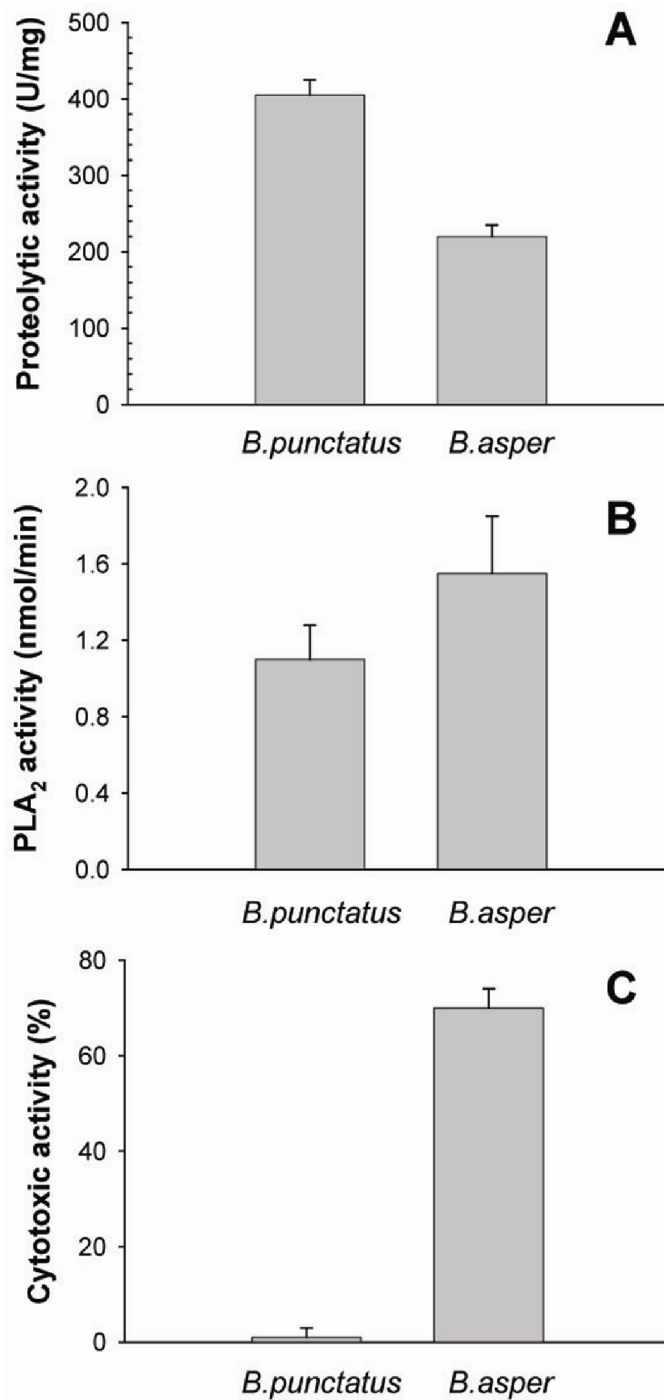 A
Proteolytic activity (U/mg)
500
400
300
200
100
0
B.punctatus B.asper
B
PLA₂ activity (nmol/min)
2.0
1.6
1.2
0.8
0.4
0.0
B.punctatus B.asper
C
Cytotoxic activity (%)
80
60
40
20
0
B.punctatus B.asper